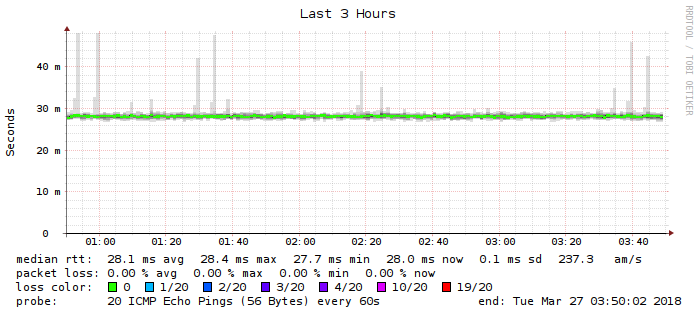 Last 3 Hours
RRDTOOL / TOBI OETIKER
Seconds
40 m
30 m
20 m
10 m
0
01:00 01:20 01:40 02:00 02:20 02:40 03:00 03:20 03:40
median rtt: 28.1 ms avg 28.4 ms max 27.7 ms min 28.0 ms now 0.1 ms sd 237.3 am/s
packet loss: 0.00 % avg 0.00 % max 0.00 % min 0.00 % now
loss color: 0 1/20 2/20 3/20 4/20 10/20 19/20
probe: 20 ICMP Echo Pings (56 Bytes) every 60s end: Tue Mar 27 03:50:02 2018